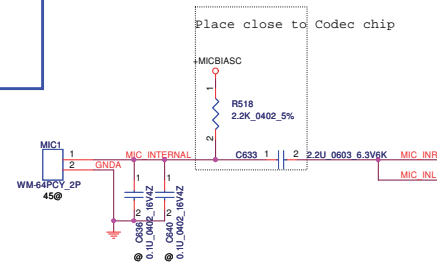 Place close to Codec chip
+MICBIASC
1
R518
2.2K_0402_5%
2
MIC1
1
2
MIC_INTERNAL
GNDA
WM-64PCY_2P
45@
C633 1 2 2.2U_0603_6.3V6K
MIC_INR
MIC_INL
1
1
2
2
@ C636
0.1U_0402_16V4Z
@ C640
0.1U_0402_16V4Z